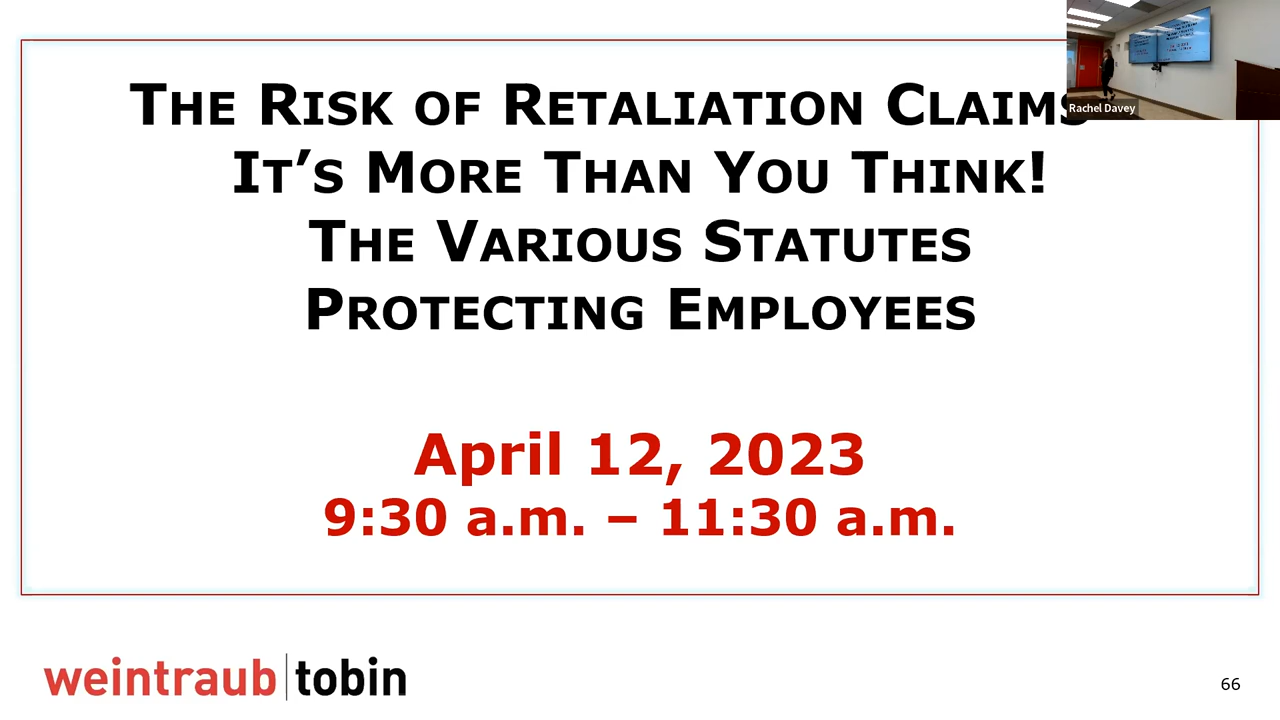 THE RISK OF RETALIATION CLAIMS
IT’S MORE THAN YOU THINK!
THE VARIOUS STATUTES
PROTECTING EMPLOYEES
April 12, 2023
9:30 a.m. – 11:30 a.m.
Rachel Davey
weintraub|tobin
66